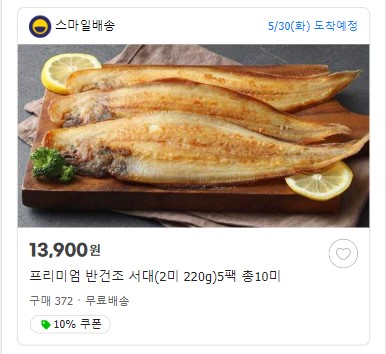 스마일배송
5/30(화) 도착예정
13,900원
프리미엄 반건조 서대(2미 220g)5팩 총10미
구매 372 · 무료배송
10% 쿠폰